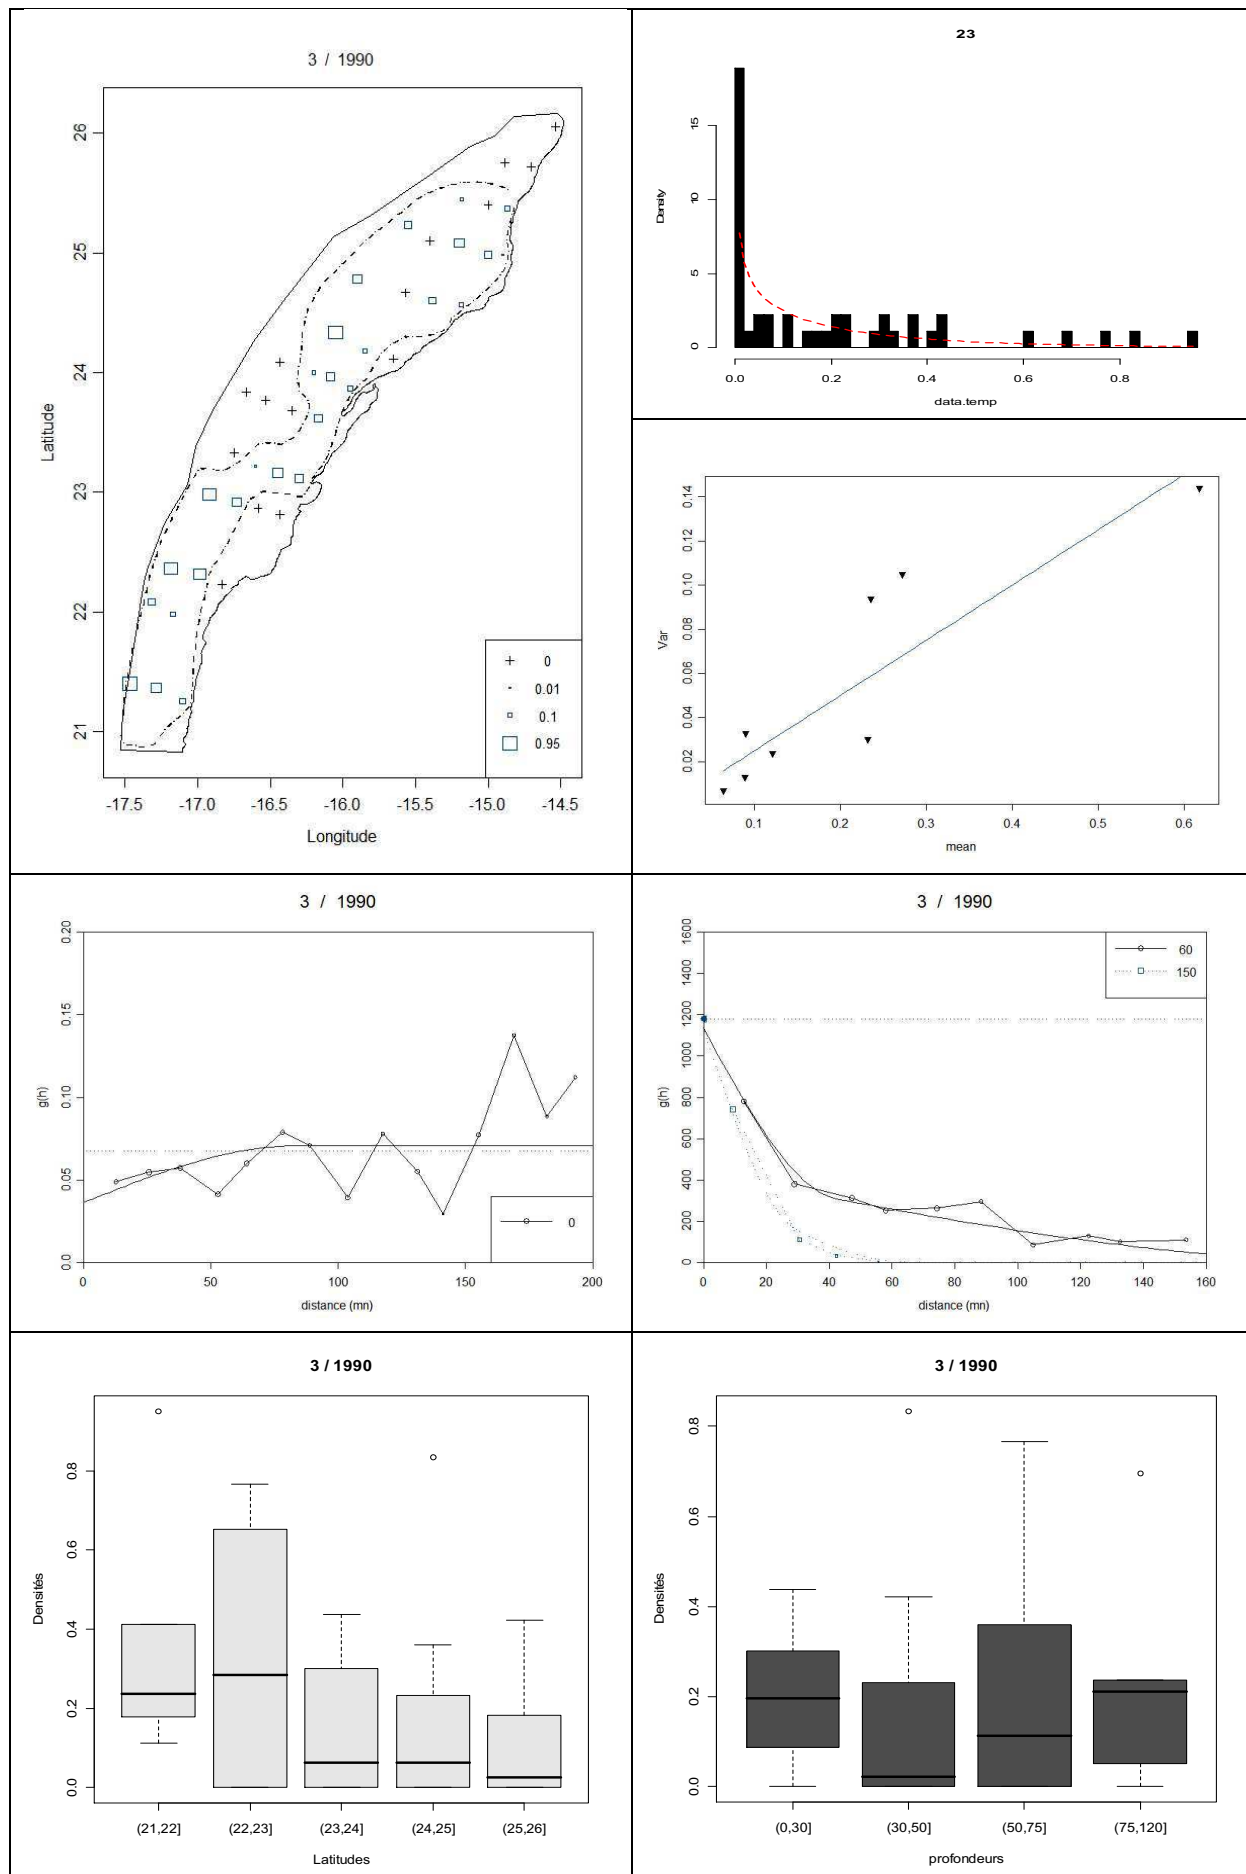 3 / 1990
Latitude
26
25
24
23
22
21
-17.5 -17.0 -16.5 -16.0 -15.5 -15.0 -14.5
Longitude
0
0.01
0.1
0.95
23
Density
15
10
5
0
0.0 0.2 0.4 0.6 0.8
data.temp
Var
0.14
0.12
0.10
0.08
0.06
0.04
0.02
0.1 0.2 0.3 0.4 0.5 0.6
mean
3 / 1990
g(h)
0.20
0.15
0.10
0.05
0.0
0
0 50 100 150 200
distance (mn)
3 / 1990
g(h)
1600
1400
1200
1000
800
600
400
200
0
60
150
0 20 40 60 80 100 120 140 160
distance (mn)
3 / 1990
Densités
0.8
0.6
0.4
0.2
0.0
(21,22] (22,23] (23,24] (24,25] (25,26]
Latitudes
3 / 1990
Densités
0.8
0.6
0.4
0.2
0.0
(0,30] (30,50] (50,75] (75,120]
profondeurs